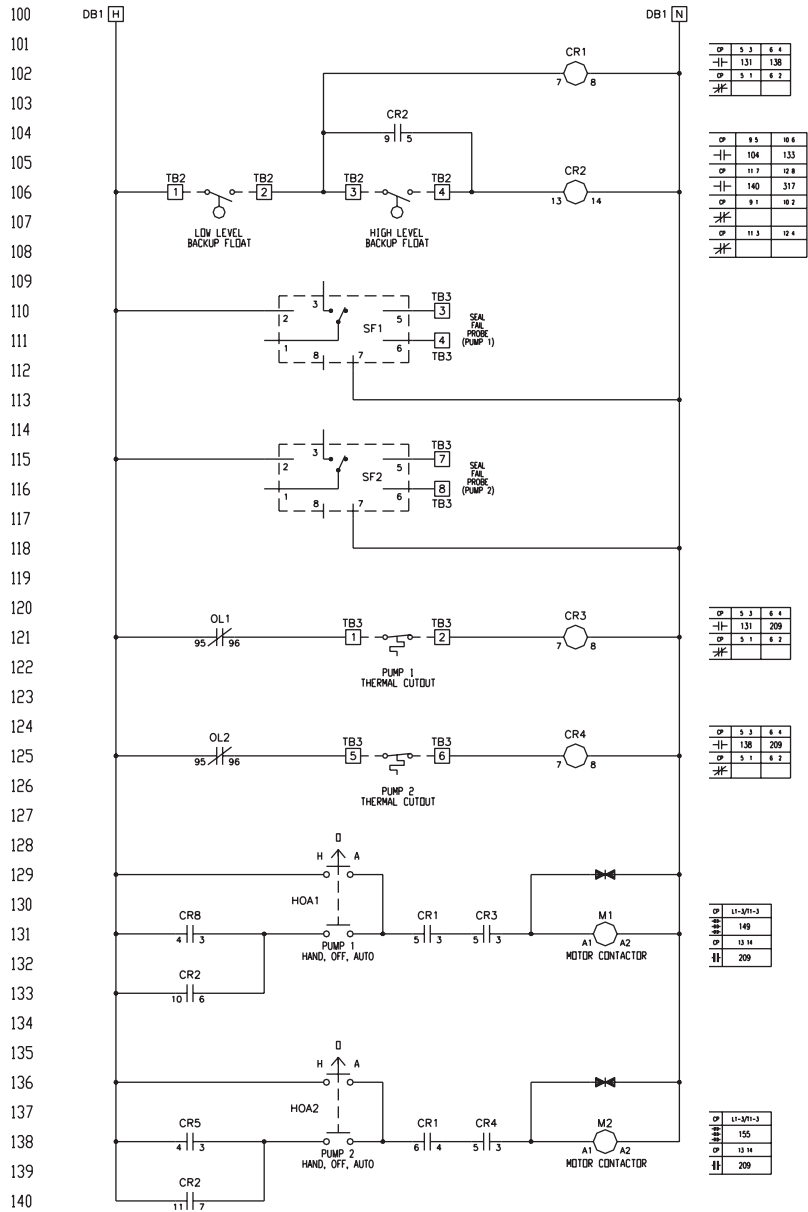 100 DB1 H DB1 N
101
CR1
CP 5 3 6 4
102 131 138
7 8
CP 5 1 6 2
103
CR2
104
9 5
CP 9 5 10 6
104 133
105
CP 11 7 12 8
TB2 TB2 TB2 TB2 CR2
106 1 2 3 4
13 14
140 317
CP 9 1 10 2
107
LOW LEVEL HIGH LEVEL
BACKUP FLOAT BACKUP FLOAT
CP 11 3 12 4
108
109
TB3
110 3 3
2 5
SEAL
FAIL
PROBE
(PUMP 1)
SF1
111 4
1 6
TB3
8 7
112
113
114
TB3
115 3 7
2 5
SEAL
FAIL
PROBE
(PUMP 2)
SF2
116 8
1 6
TB3
8 7
117
118
119
120
OL1 TB3 TB3 CR3
CP 5 3 6 4
121 1 2 131 209
95 96 7 8
CP 5 1 6 2
122
PUMP 1
THERMAL CUTOUT
123
124
OL2 TB3 TB3 CR4
CP 5 3 6 4
125 5 6 138 209
95 96 7 8
CP 5 1 6 2
126
PUMP 2
THERMAL CUTOUT
127
128
O
H A
129
130
HOA1
CR8 CR1 CR3 M1
CP L1-3/T1-3
149
131
4 3 5 3 5 3 A1 A2
PUMP 1
HAND, OFF, AUTO
MOTOR CONTACTOR
CP 13 14
209
132
CR2
133
10 6
134
135
O
H A
136
137
HOA2
CR5 CR1 CR4 M2
CP L1-3/T1-3
155
138
4 3 6 4 5 3 A1 A2
PUMP 2
HAND, OFF, AUTO
MOTOR CONTACTOR
CP 13 14
209
139
CR2
140
11 7